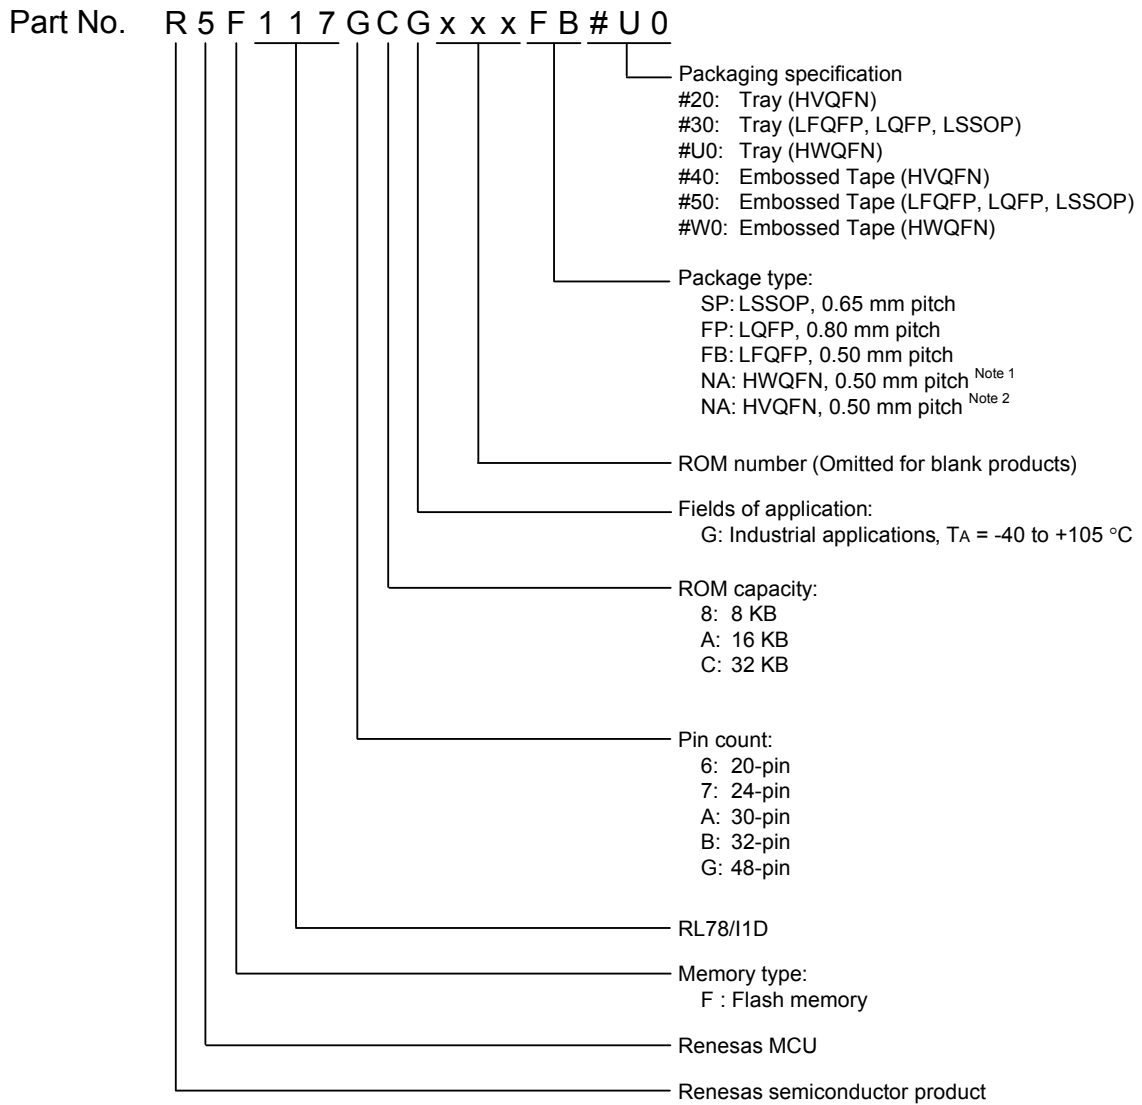 Part No. R 5 F 1 1 7 G C G x x x F B # U 0
Packaging specification
#20: Tray (HVQFN)
#30: Tray (LFQFP, LQFP, LSSOP)
#U0: Tray (HWQFN)
#40: Embossed Tape (HVQFN)
#50: Embossed Tape (LFQFP, LQFP, LSSOP)
#W0: Embossed Tape (HWQFN)
Package type:
SP: LSSOP, 0.65 mm pitch
FP: LQFP, 0.80 mm pitch
FB: LFQFP, 0.50 mm pitch
NA: HWQFN, 0.50 mm pitch Note 1
NA: HVQFN, 0.50 mm pitch Note 2
ROM number (Omitted for blank products)
Fields of application:
G: Industrial applications, TA = -40 to +105 °C
ROM capacity:
8: 8 KB
A: 16 KB
C: 32 KB
Pin count:
6: 20-pin
7: 24-pin
A: 30-pin
B: 32-pin
G: 48-pin
RL78/I1D
Memory type:
F : Flash memory
Renesas MCU
Renesas semiconductor product